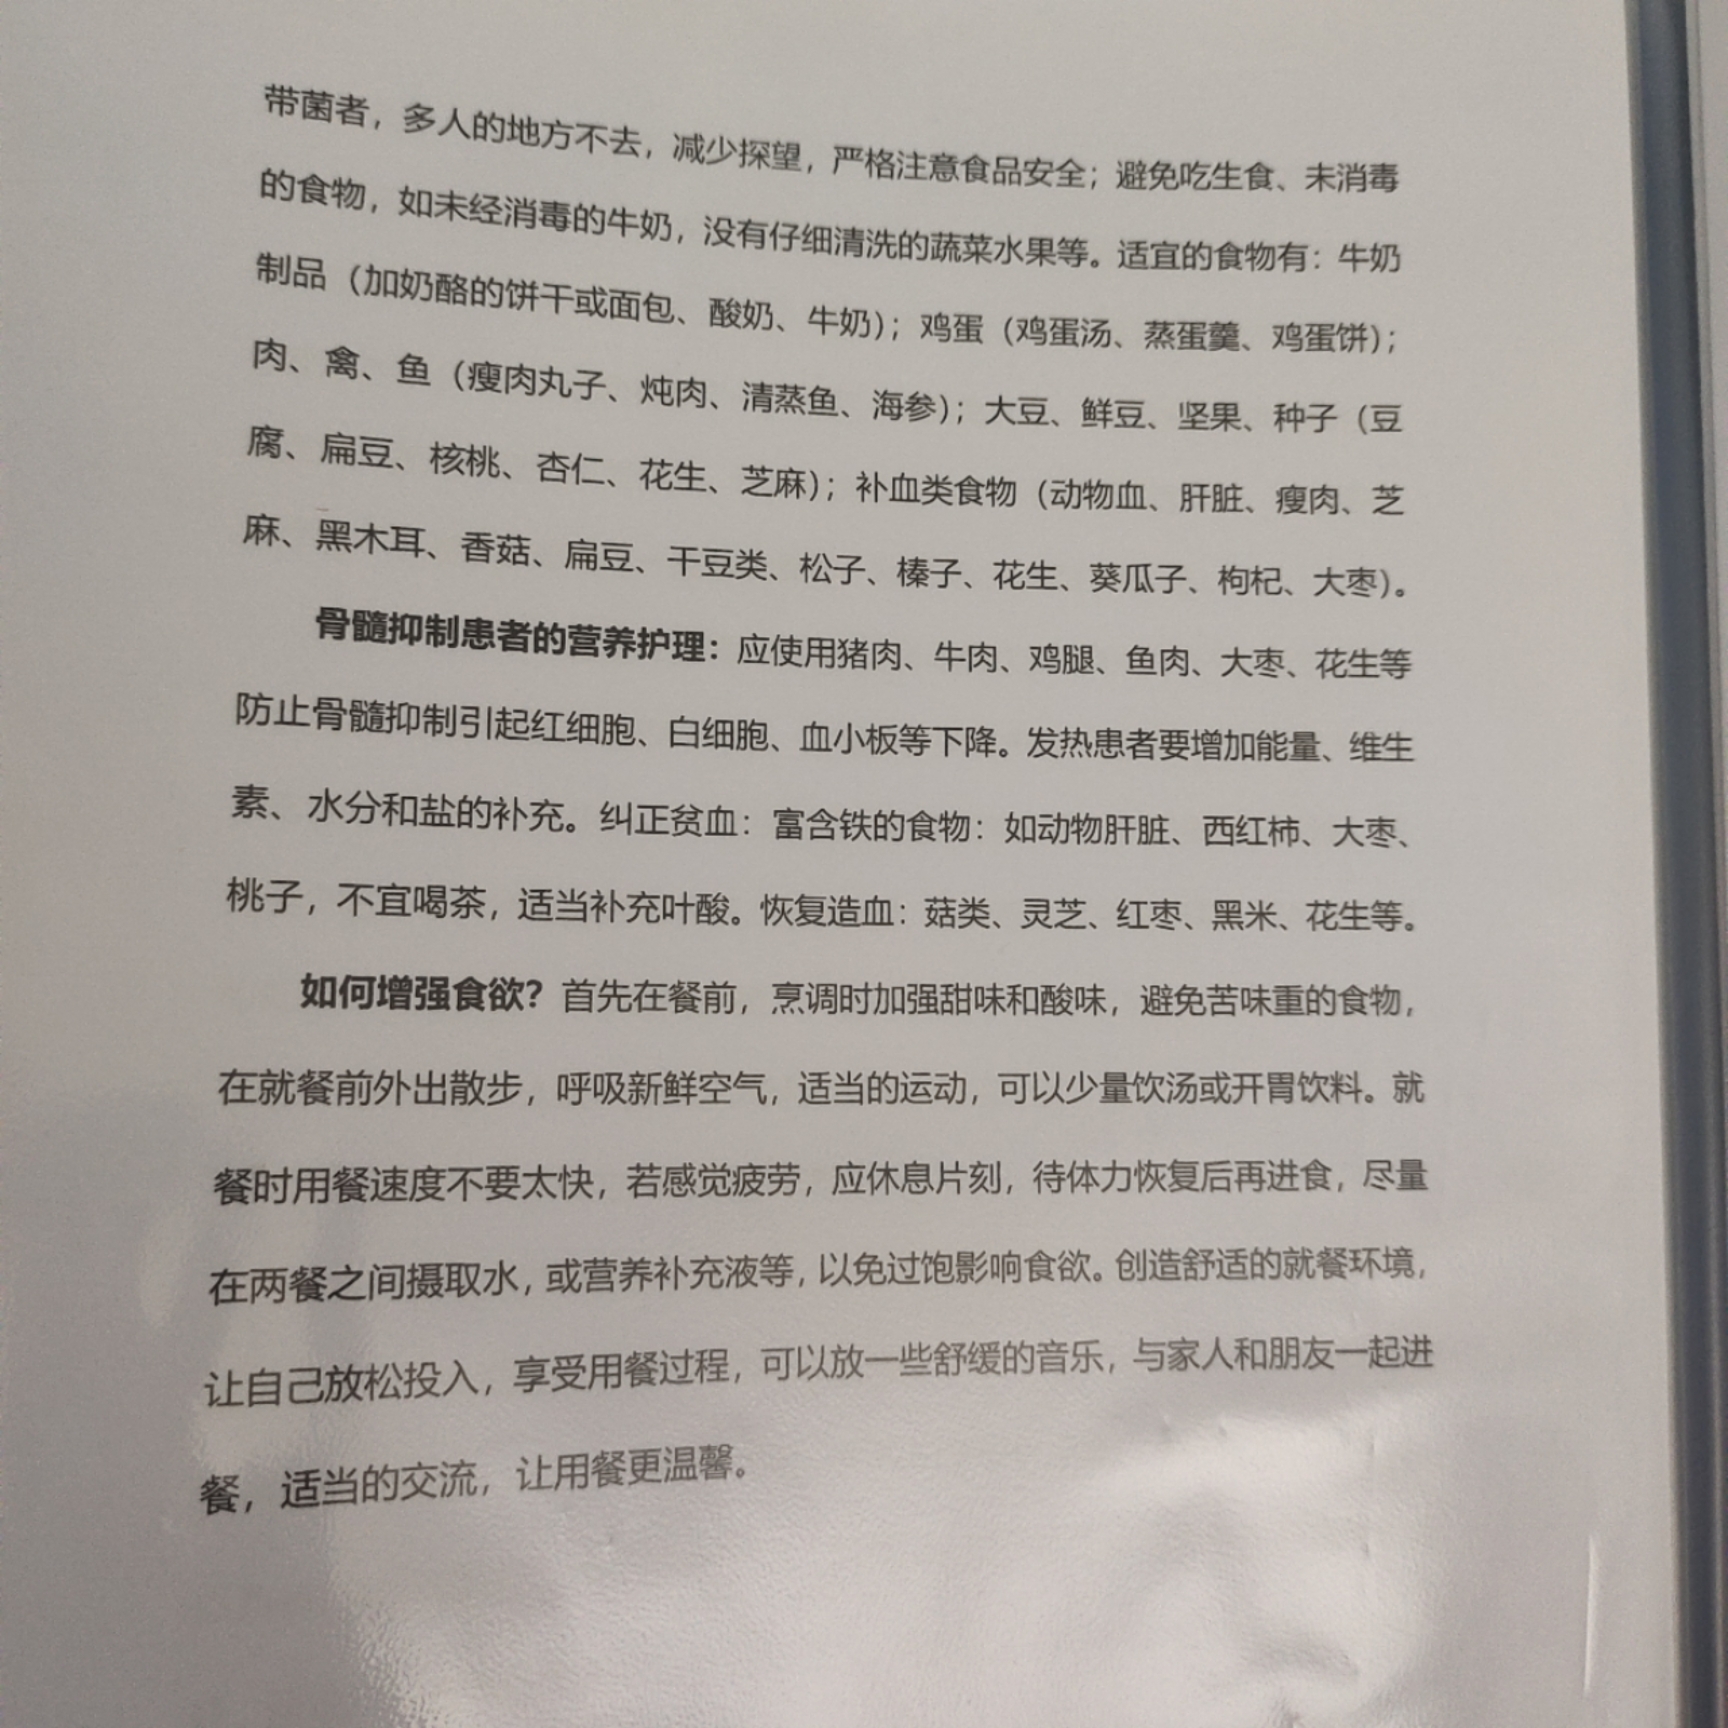 带菌者，多人的地方不去，减少探望，严格注意食品安全；避免吃生食、未消毒
的食物，如未经消毒的牛奶，没有仔细清洗的蔬菜水果等。适宜的食物有：牛奶
制品（加奶酪的饼干或面包、酸奶、牛奶）；鸡蛋（鸡蛋汤、蒸蛋羹、鸡蛋饼）；
肉、禽、鱼（瘦肉丸子、炖肉、清蒸鱼、海参）；大豆、鲜豆、坚果、种子（豆
腐、扁豆、核桃、杏仁、花生、芝麻）；补血类食物（动物血、肝脏、瘦肉、芝
麻、黑木耳、香菇、扁豆、干豆类、松子、榛子、花生、葵瓜子、枸杞、大枣）。
骨髓抑制患者的营养护理：应使用猪肉、牛肉、鸡腿、鱼肉、大枣、花生等
防止骨髓抑制引起红细胞、白细胞、血小板等下降。发热患者要增加能量、维生
素、水分和盐的补充。纠正贫血：富含铁的食物：如动物肝脏、西红柿、大枣、
桃子，不宜喝茶，适当补充叶酸。恢复造血：菇类、灵芝、红枣、黑米、花生等。
如何增强食欲？首先在餐前，烹调时加强甜味和酸味，避免苦味重的食物，
在就餐前外出散步，呼吸新鲜空气，适当的运动，可以少量饮汤或开胃饮料。就
餐时用餐速度不要太快，若感觉疲劳，应休息片刻，待体力恢复后再进食，尽量
在两餐之间摄取水，或营养补充液等，以免过饱影响食欲。创造舒适的就餐环境，
让自己放松投入，享受用餐过程，可以放一些舒缓的音乐，与家人和朋友一起进
餐，适当的交流，让用餐更温馨。